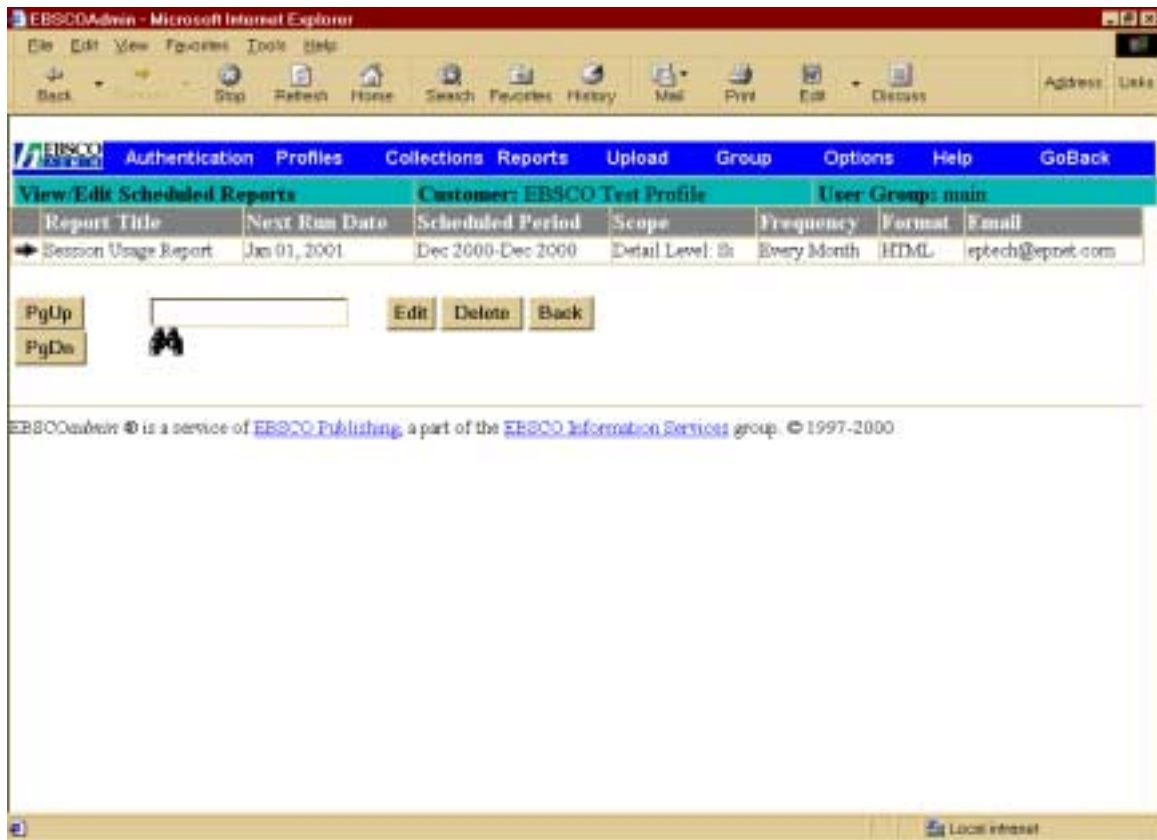 EBSCOAdmin - Microsoft Internet Explorer
File Edit View Favorites Tools Help
Back Stop Refresh Home Search Favorites History Mail Print Edit Discuss Address Links
EBSCO ADMIN Authentication Profiles Collections Reports Upload Group Options Help GoBack
View/Edit Scheduled Reports Customer: EBSCO Test Profile User Group: main
Report Title Next Run Date Scheduled Period Scope Frequency Format Email
Session Usage Report Jan 01, 2001 Dec 2000-Dec 2000 Detail Level: Every Month HTML eptech@epnet.com
PgUp Edit Delete Back
PgDn
EBSCOadmin ® is a service of EBSCO Publishing, a part of the EBSCO Information Services group. © 1997-2000
Local intranet